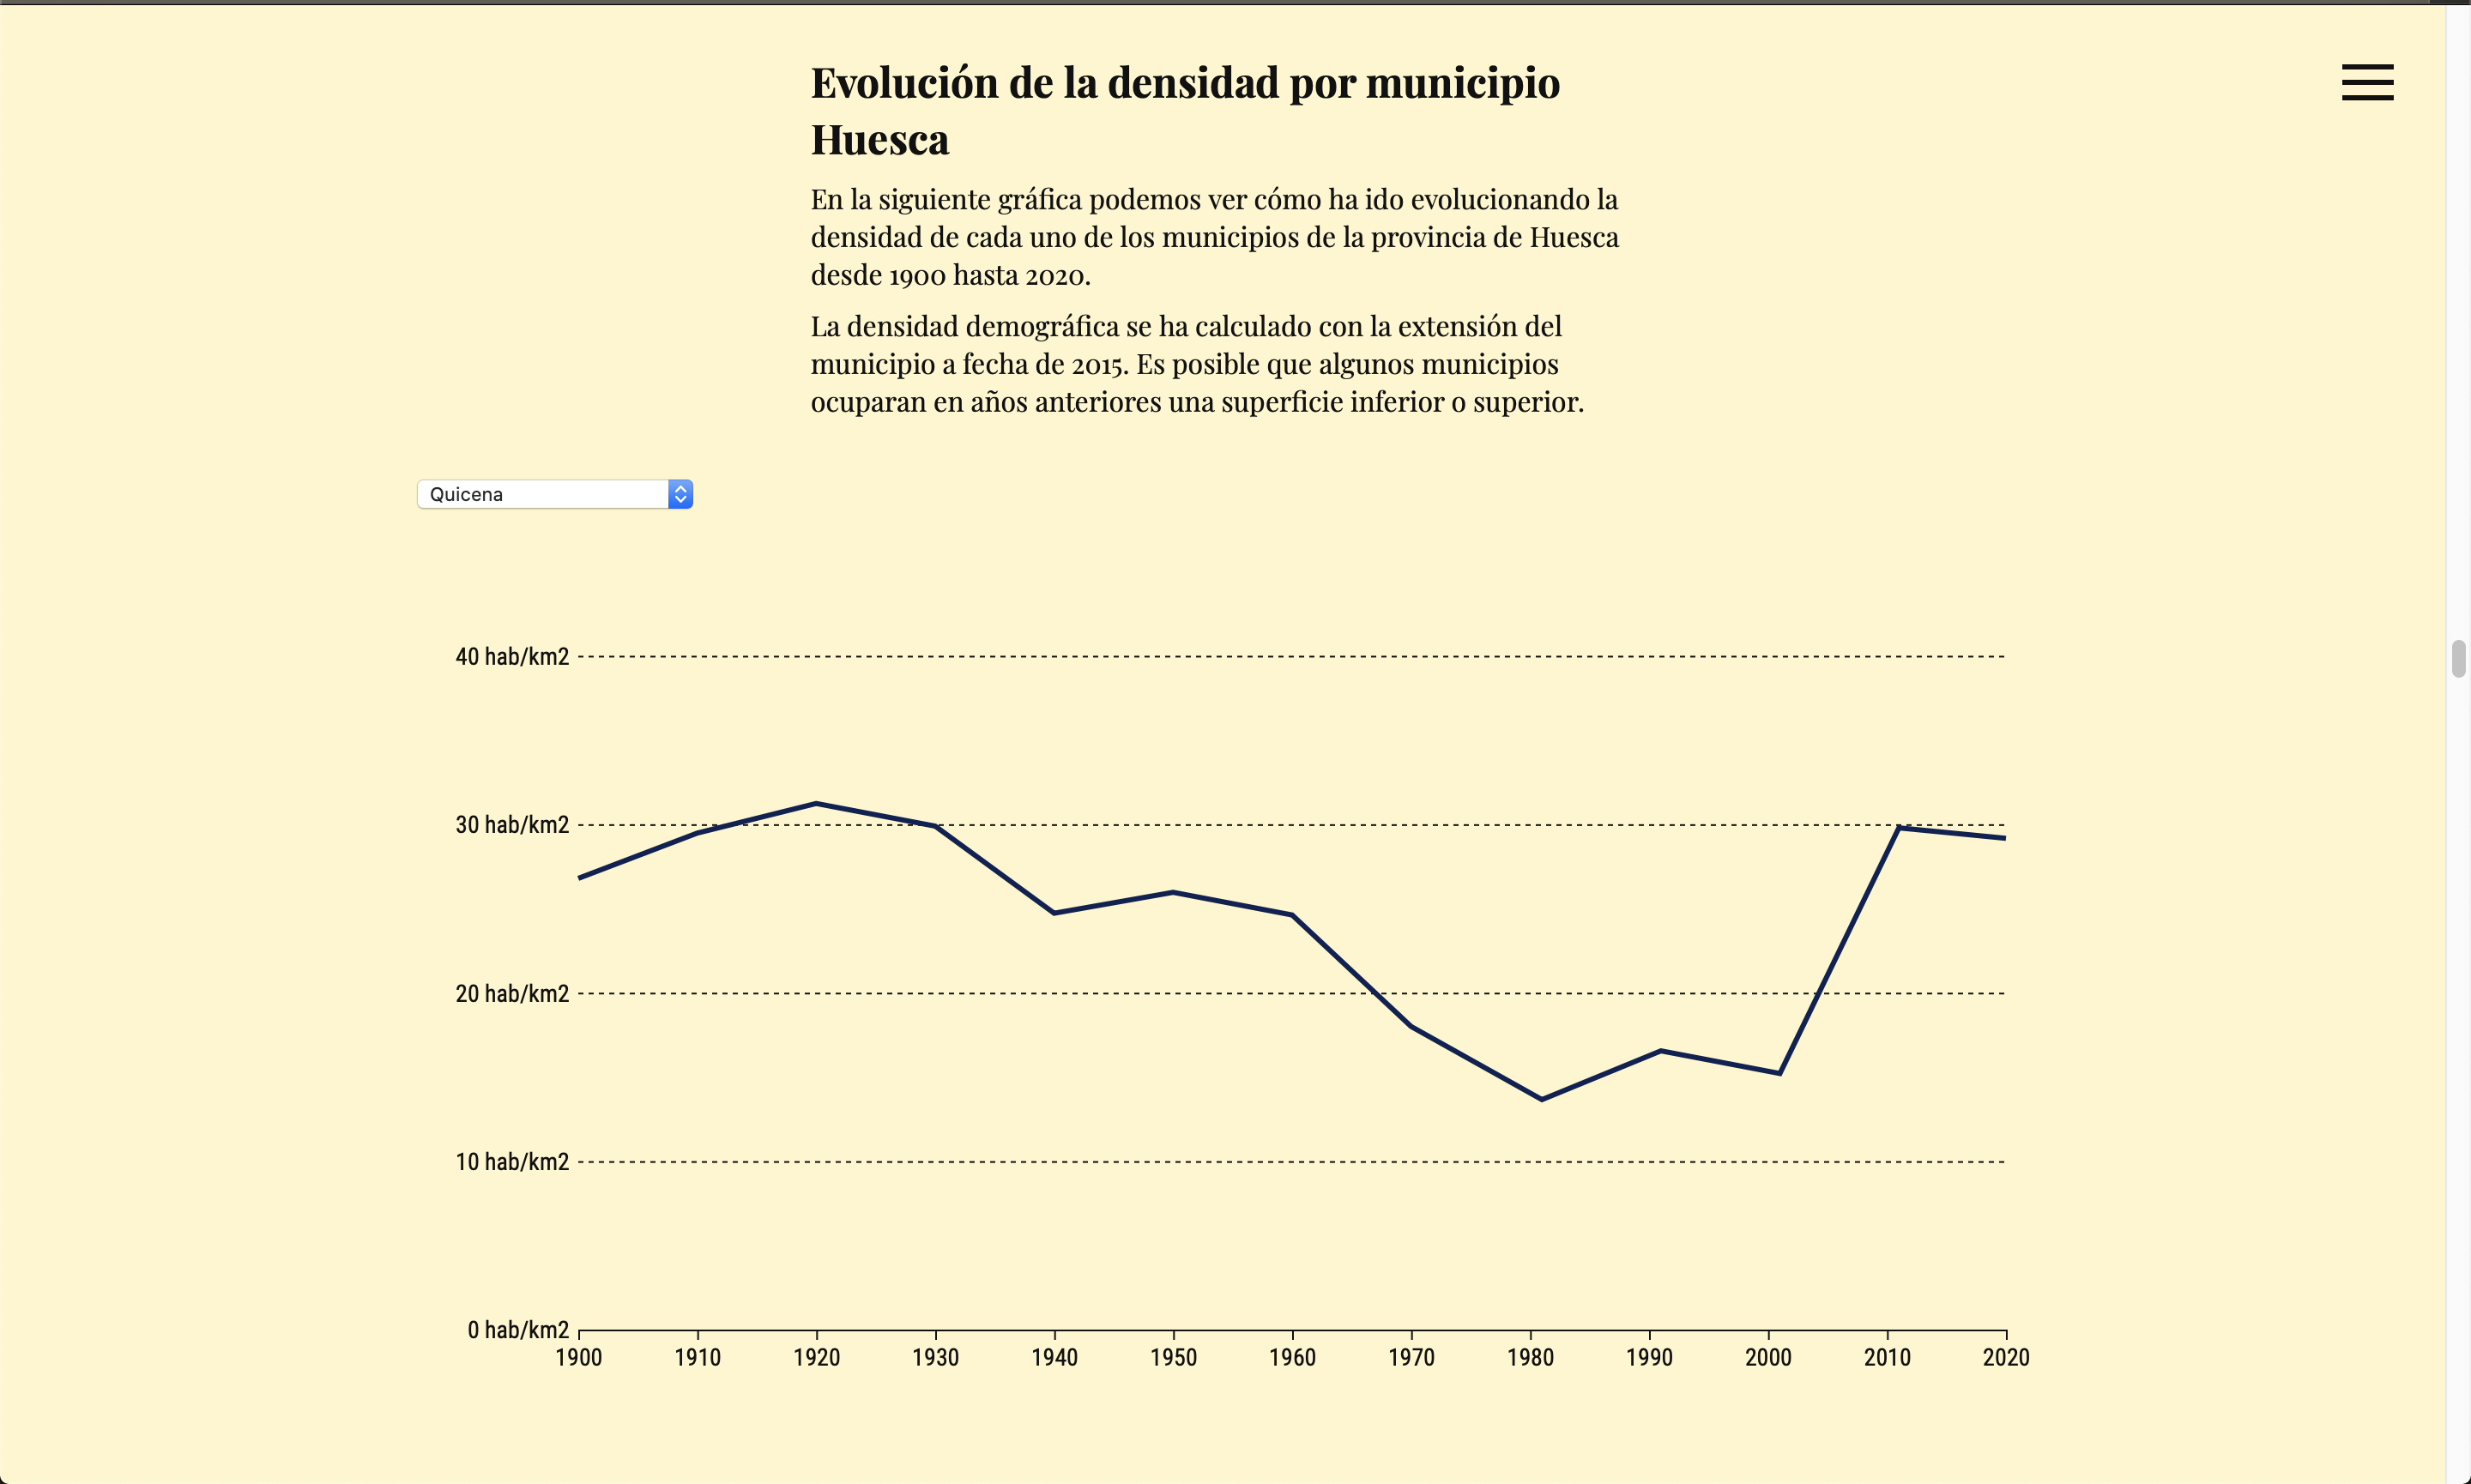 Evolución de la densidad por municipio
Huesca
En la siguiente gráfica podemos ver cómo ha ido evolucionando la
densidad de cada uno de los municipios de la provincia de Huesca
desde 1900 hasta 2020.
La densidad demográfica se ha calculado con la extensión del
municipio a fecha de 2015. Es posible que algunos municipios
ocuparan en años anteriores una superficie inferior o superior.
Quicena
40 hab/km2
30 hab/km2
20 hab/km2
10 hab/km2
0 hab/km2
1900 1910 1920 1930 1940 1950 1960 1970 1980 1990 2000 2010 2020